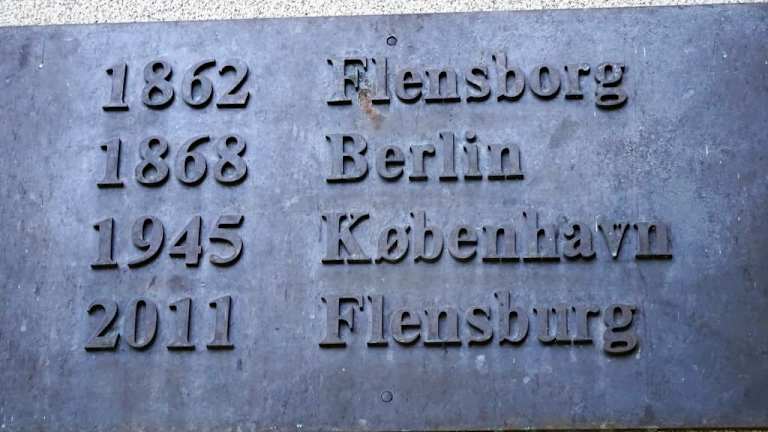 1862 Flensborg
1868 Berlin
1945 København
2011 Flensburg